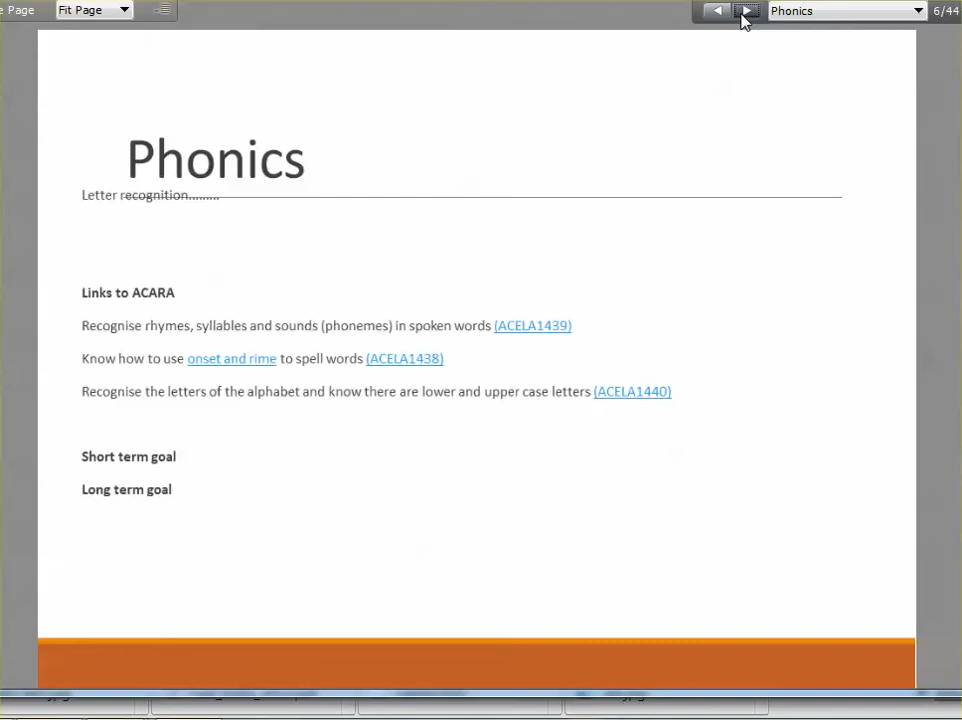 e Page
Fit Page
Phonics
6/44
Phonics
Letter recognition.........
Links to ACARA
Recognise rhymes, syllables and sounds (phonemes) in spoken words (ACELA1439)
Know how to use onset and rime to spell words (ACELA1438)
Recognise the letters of the alphabet and know there are lower and upper case letters (ACELA1440)
Short term goal
Long term goal